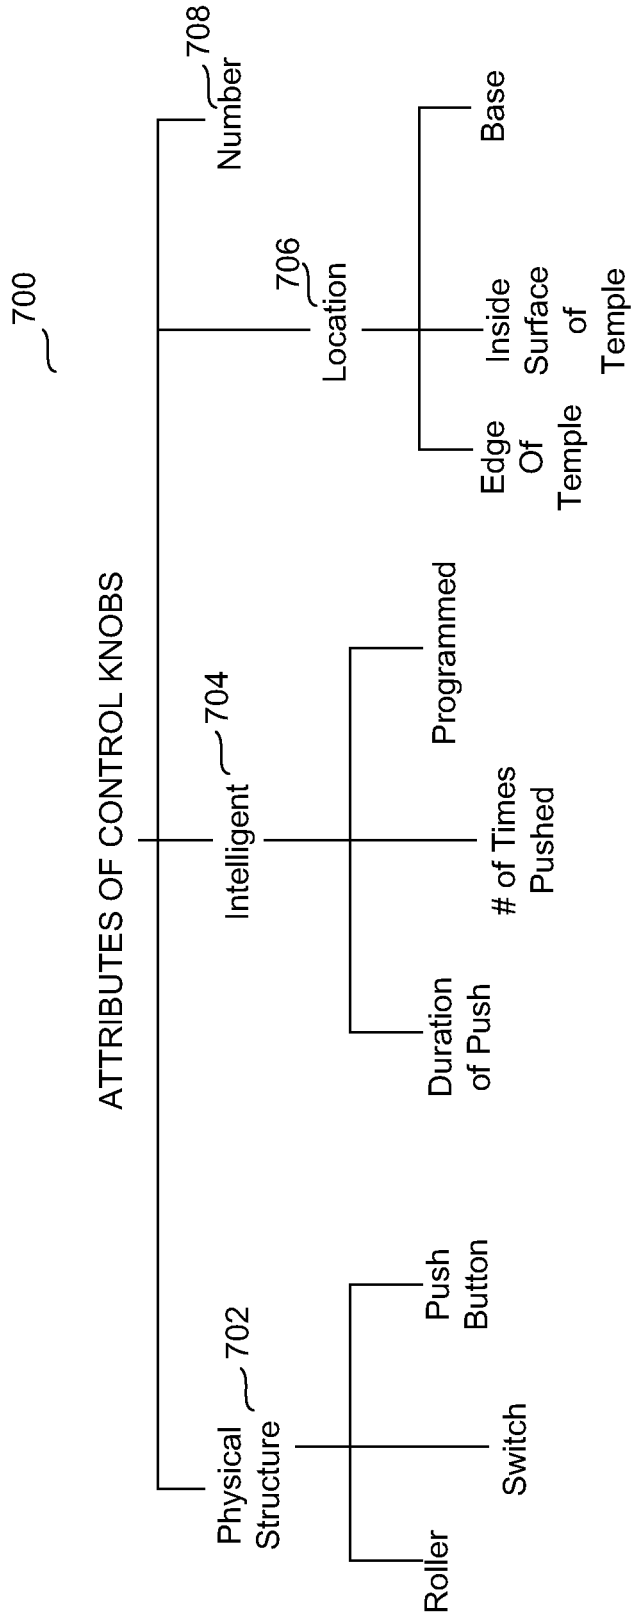 700
ATTRIBUTES OF CONTROL KNOBS
Physical
Structure
702
Intelligent
704
Location
706
Number
708
Roller
Switch
Push
Button
Duration
of Push
# of Times
Pushed
Programmed
Edge
Of
Temple
Inside
Surface
of
Temple
Base